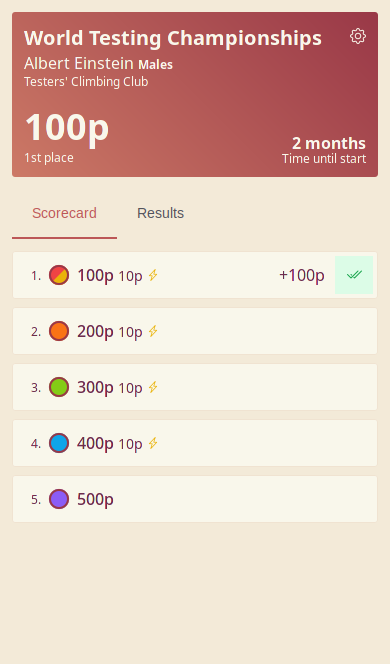 World Testing Championships
Albert Einstein Males
Testers' Climbing Club
100p
1st place
2 months
Time until start
Scorecard
Results
1. 100p 10p +100p
2. 200p 10p
3. 300p 10p
4. 400p 10p
5. 500p